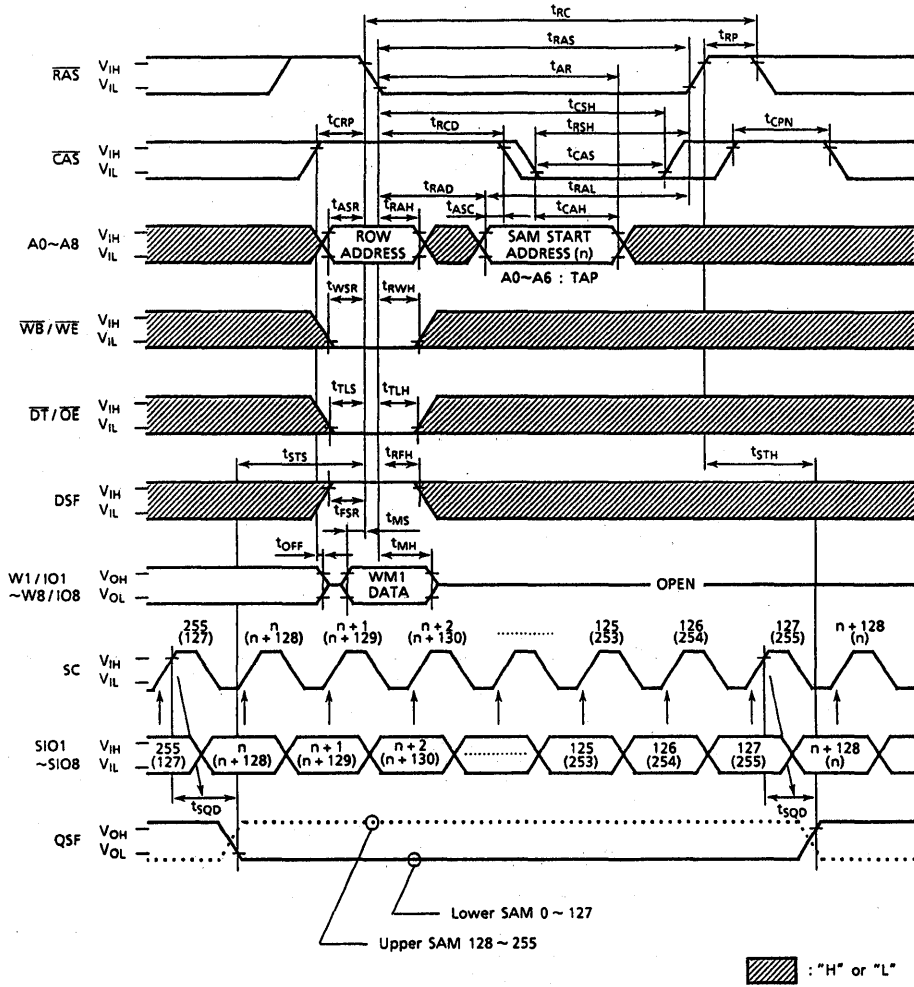 tRC
tRAS
tRP
RAS
VIH
VIL
tAR
tCSH
tCRP
tRCD
tRSH
tCPN
CAS
VIH
VIL
tCAS
tRAD
tRAL
tASR
tRAH
tASC
tCAH
A0~A8
VIH
VIL
ROW
ADDRESS
SAM START
ADDRESS (n)
A0~A6 : TAP
tWSR
tRWH
WB / WE
VIH
VIL
tTLS
tTLH
DT / OE
VIH
VIL
tSTS
tRFH
tSTH
DSF
VIH
VIL
tFSR
tMS
tOFF
tMH
W1 / IO1
~W8 / IO8
VOH
VOL
WM1
DATA
OPEN
255
(127)
n
(n + 128)
n + 1
(n + 129)
n + 2
(n + 130)
125
(253)
126
(254)
127
(255)
n + 128
(n)
SC
VIH
VIL
SIO1
~SIO8
VIH
VIL
255
(127)
n
(n + 128)
n + 1
(n + 129)
n + 2
(n + 130)
125
(253)
126
(254)
127
(255)
n + 128
(n)
tSQD
tSQD
QSF
VOH
VOL
Lower SAM 0 ~ 127
Upper SAM 128 ~ 255
: "H" or "L"